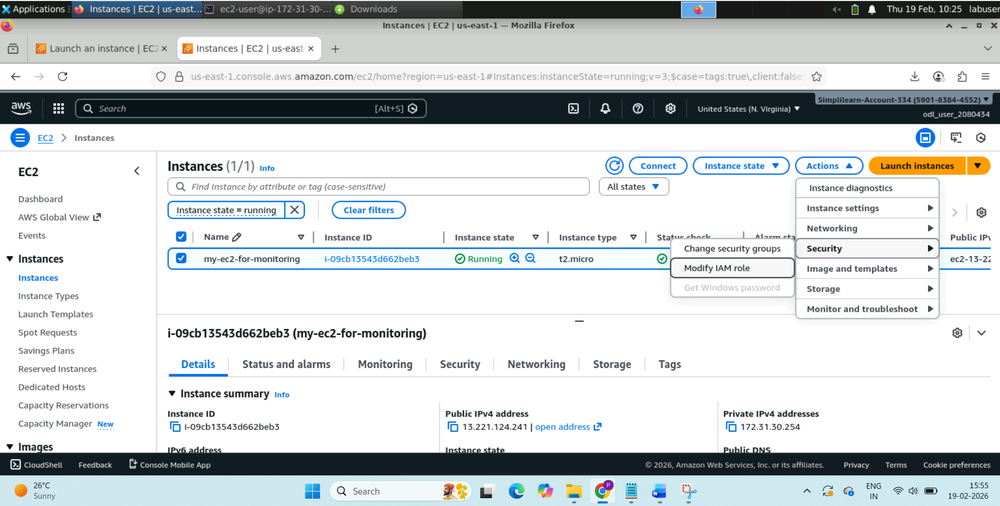 Applications
Instances | EC2 | us-east...
ec2-user@ip-172-31-30-...
Downloads
Thu 19 Feb, 10:25 labuser
Instances | EC2 | us-east-1 — Mozilla Firefox
Launch an instance | EC2
Instances | EC2 | us-east
us-east-1.console.aws.amazon.com/ec2/home?region=us-east-1#Instances:instanceState=running;v=3;$case=tags:true\,client:false;
aws
Search
[Alt+S]
United States (N. Virginia)
Simplilearn-Account-334 (5901-8384-4552)
odl_user_2080434
EC2
Instances
EC2
Dashboard
AWS Global View
Events
Instances
Instances
Instance Types
Launch Templates
Spot Requests
Savings Plans
Reserved Instances
Dedicated Hosts
Capacity Reservations
Capacity Manager New
Images
Instances (1/1) Info
Connect
Instance state
Actions
Launch instances
Find Instance by attribute or tag (case-sensitive)
All states
Instance state = running
Clear filters
Name
Instance ID
Instance state
Instance type
Status check
Alarm sta
Public IPv
my-ec2-for-monitoring
i-09cb13543d662beb3
Running
t2.micro
ec2-13-22
Instance diagnostics
Instance settings
Networking
Security
Image and templates
Storage
Monitor and troubleshoot
Change security groups
Modify IAM role
Get Windows password
i-09cb13543d662beb3 (my-ec2-for-monitoring)
Details
Status and alarms
Monitoring
Security
Networking
Storage
Tags
Instance summary Info
Instance ID
i-09cb13543d662beb3
Public IPv4 address
13.221.124.241 | open address
Private IPv4 addresses
172.31.30.254
IPv6 address
Instance state
Public DNS
CloudShell
Feedback
Console Mobile App
© 2026, Amazon Web Services, Inc. or its affiliates.
Privacy
Terms
Cookie preferences
26°C
Sunny
Search
P
W
ENG
IN
15:55
19-02-2026